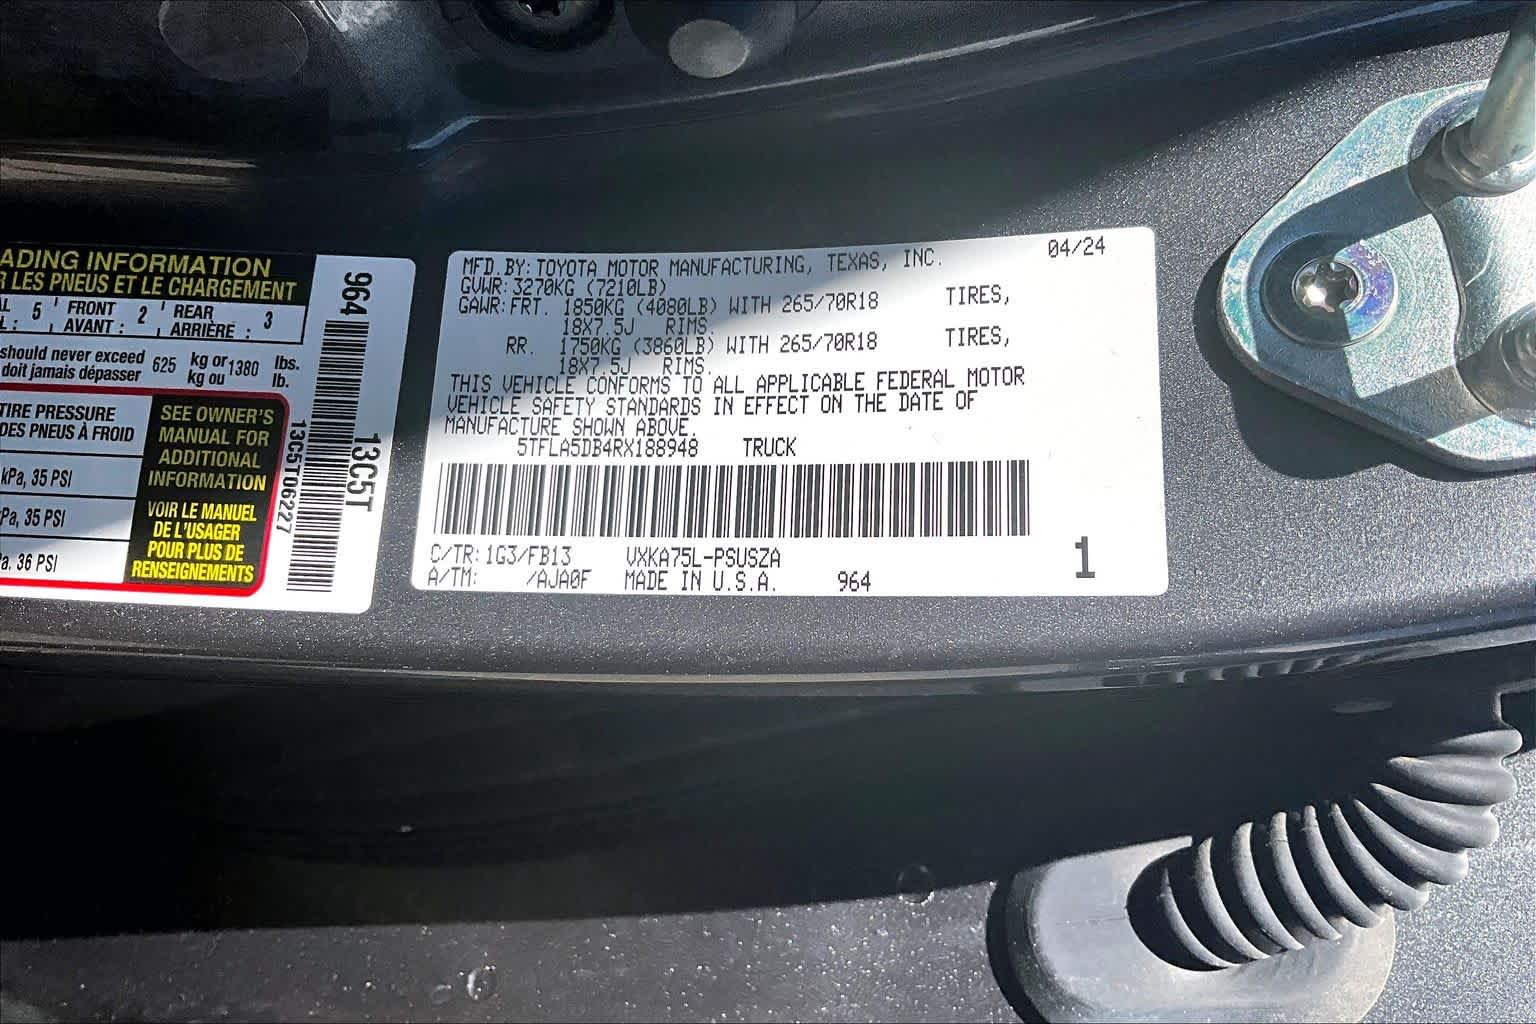 ADING INFORMATION
R LES PNEUS ET LE CHARGEMENT
AL 5 FRONT 2 REAR 3
L : AVANT : ARRIÈRE :
should never exceed 625 kg or 1380 lbs.
doit jamais dépasser kg ou lb.
TIRE PRESSURE
DES PNEUS À FROID
kPa, 35 PSI
kPa, 35 PSI
a. 36 PSI
SEE OWNER'S
MANUAL FOR
ADDITIONAL
INFORMATION
VOIR LE MANUEL
DE L'USAGER
POUR PLUS DE
RENSEIGNEMENTS
964
13C5T
13C5T06227
MFD.BY: TOYOTA MOTOR MANUFACTURING, TEXAS, INC. 04/24
GVWR: 3270KG (7210LB)
GAWR: FRT. 1850KG (4080LB) WITH 265/70R18 TIRES,
18X7.5J RIMS.
RR. 1750KG (3860LB) WITH 265/70R18 TIRES,
18X7.5J RIMS.
THIS VEHICLE CONFORMS TO ALL APPLICABLE FEDERAL MOTOR
VEHICLE SAFETY STANDARDS IN EFFECT ON THE DATE OF
MANUFACTURE SHOWN ABOVE.
5TFLA5DB4RX188948 TRUCK
C/TR: 1G3/FB13 VXKA75L-PSUSZA
A/TM: /AJA0F MADE IN U.S.A. 964
1